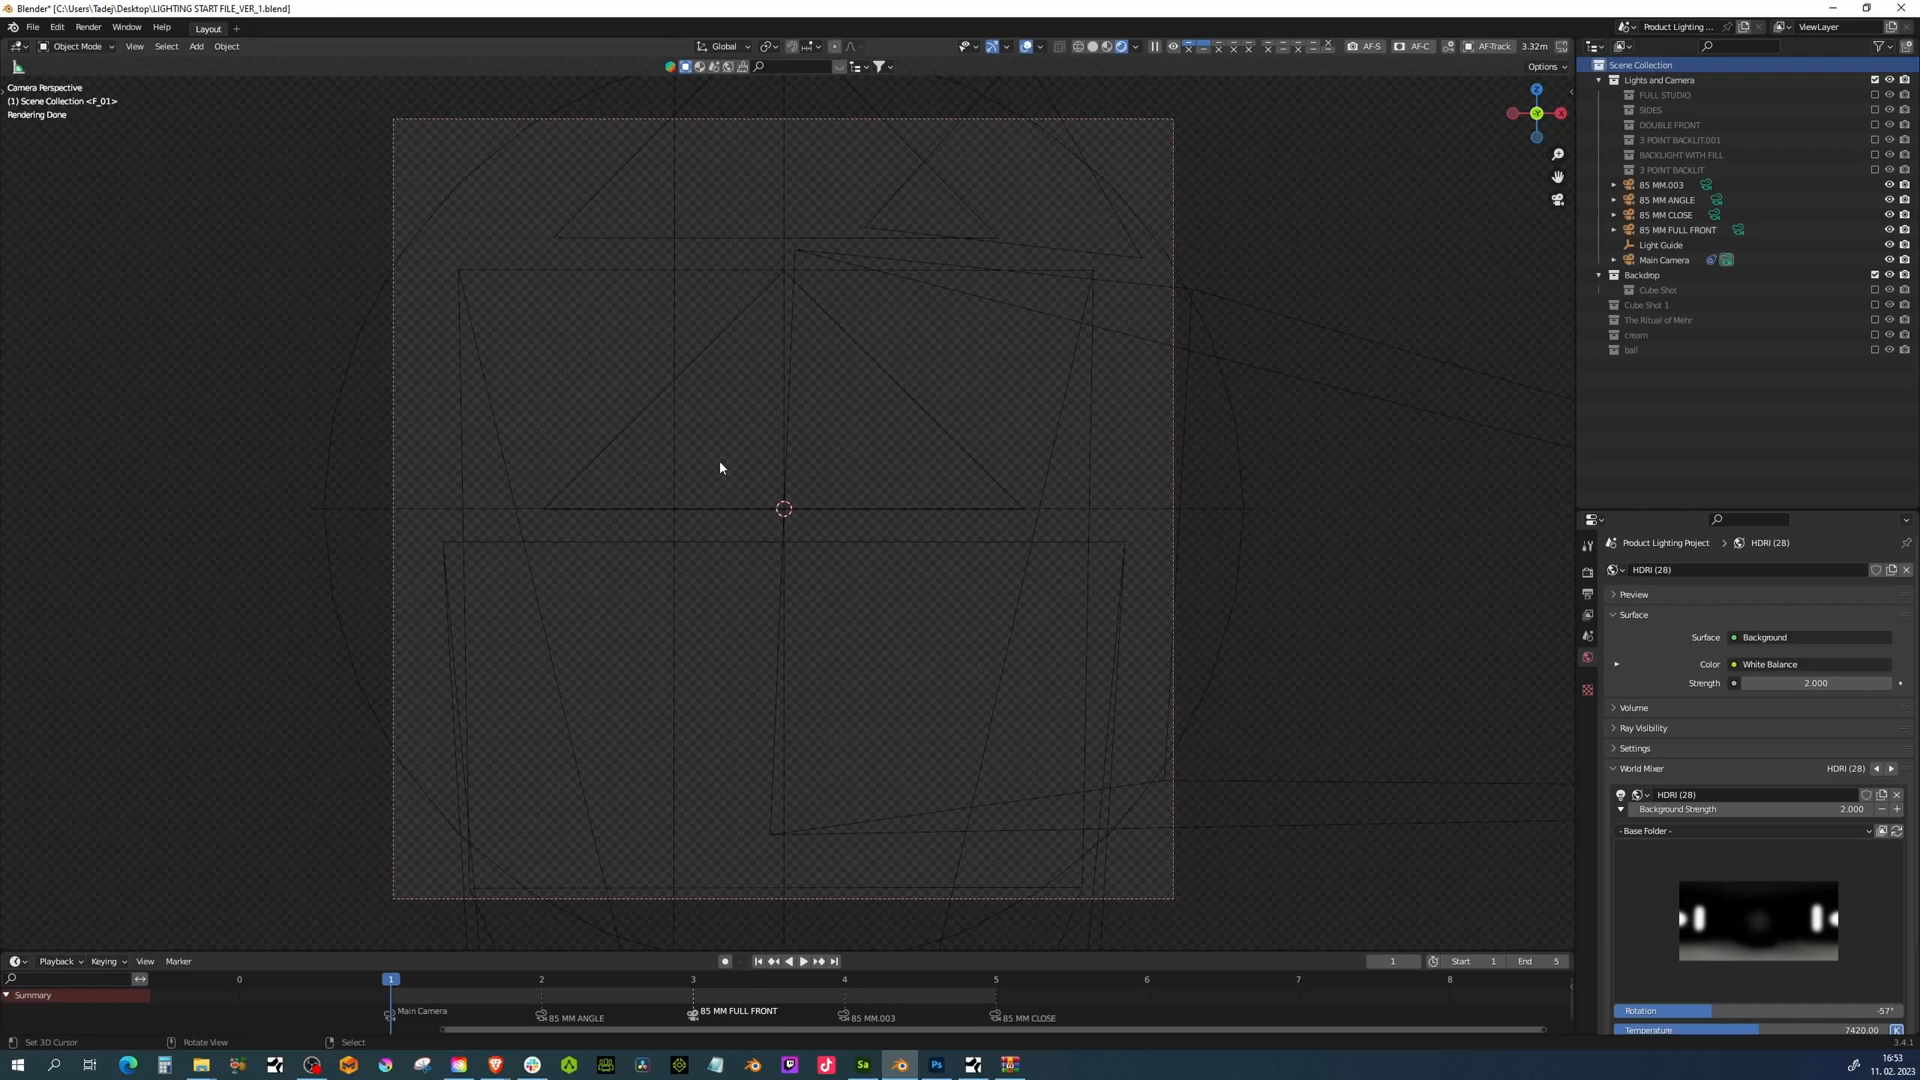 Blender* [C:\Users\Tadej\Desktop\LIGHTING START FILE_VER_1.blend]
File Edit Render Window Help Layout + Product Lighting ... ViewLayer
Object Mode View Select Add Object Global AF-S AF-C AF-Track 3.32m
Options
Camera Perspective
(1) Scene Collection <F_01>
Rendering Done
Z
Y
X
Scene Collection
Lights and Camera
FULL STUDIO
SIDES
DOUBLE FRONT
3 POINT BACKLIT.001
BACKLIGHT WITH FILL
3 POINT BACKLIT
85 MM.003
85 MM ANGLE
85 MM CLOSE
85 MM FULL FRONT
Light Guide
Main Camera
Backdrop
Cube Shot
Cube Shot 1
The Ritual of Mehr
cream
ball
Product Lighting Project > HDRI (28)
HDRI (28)
Preview
Surface
Surface Background
Color White Balance
Strength 2.000
Volume
Ray Visibility
Settings
World Mixer HDRI (28)
HDRI (28)
Background Strength 2.000
- Base Folder -
Rotation -57°
Temperature 7420.00 K
Playback Keying View Marker 1 Start 1 End 5
0 1 2 3 4 5 6 7 8
Summary
Main Camera 85 MM ANGLE 85 MM FULL FRONT 85 MM.003 85 MM CLOSE
Set 3D Cursor Rotate View Select 3.4.1
Sa Ps
16:53
11. 02. 2023